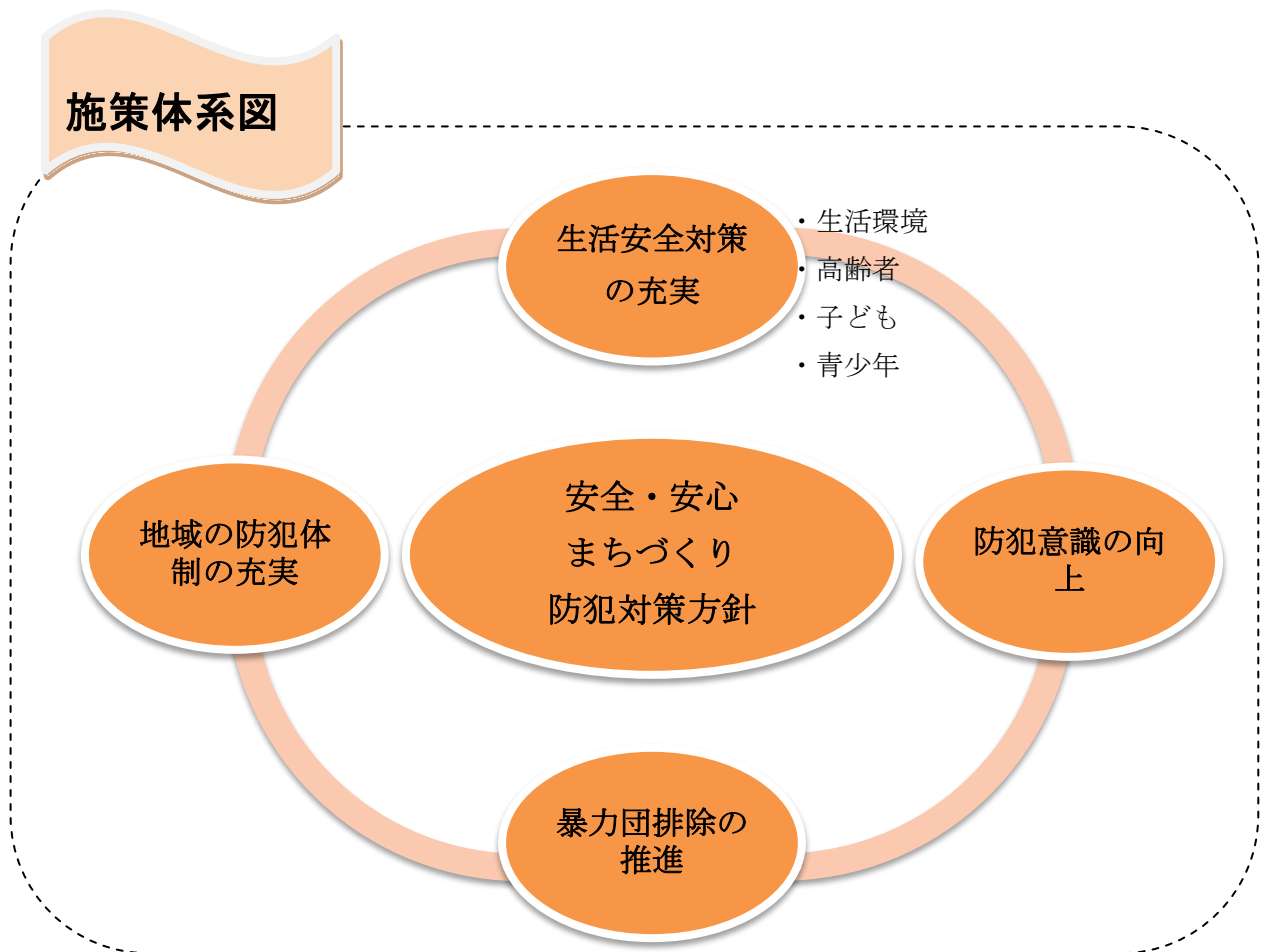 施策体系図
生活安全対策
の充実
・生活環境
・高齢者
・子ども
・青少年
地域の防犯体
制の充実
安全・安心
まちづくり
防犯対策方針
防犯意識の向
上
暴力団排除の
推進